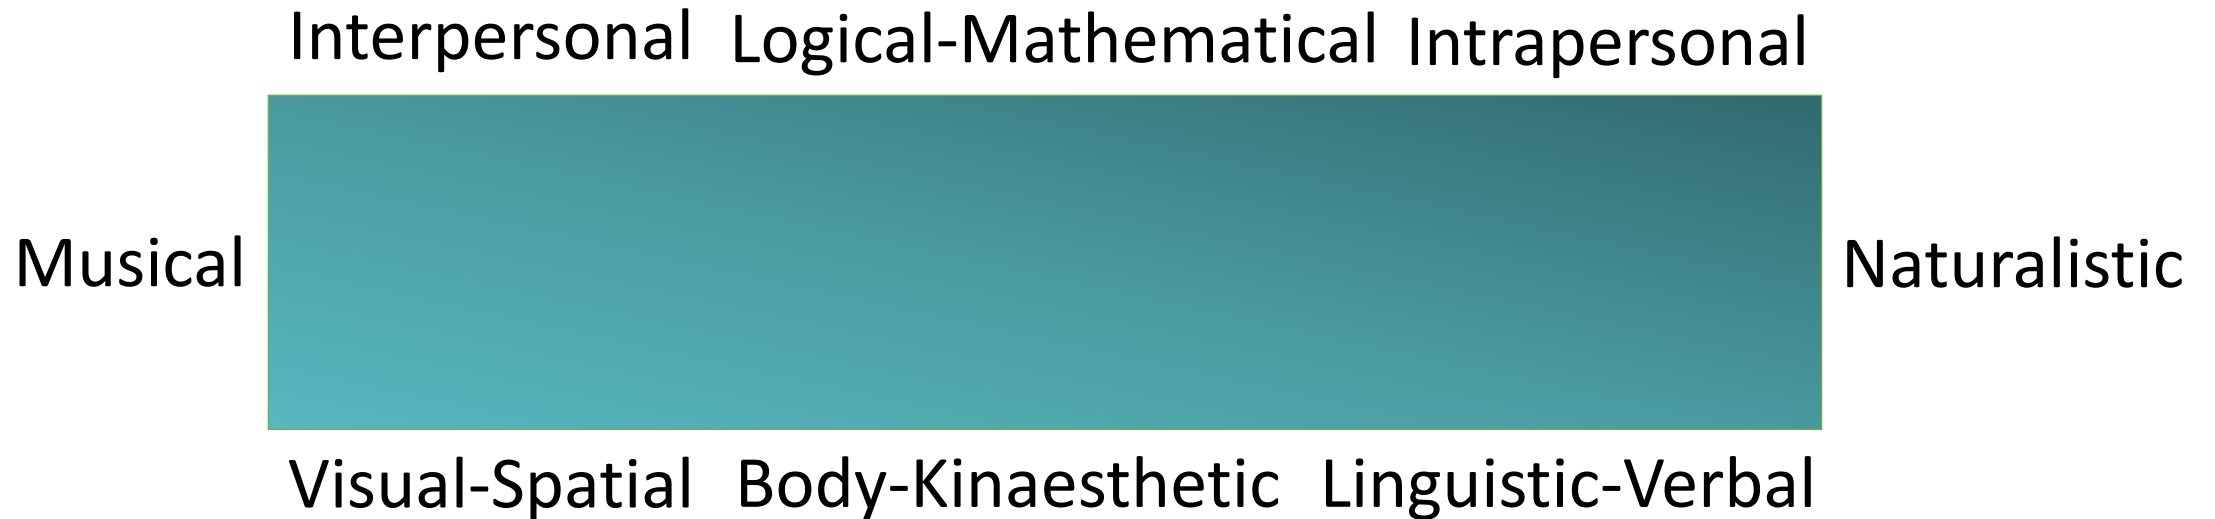 Interpersonal Logical-Mathematical Intrapersonal
Musical
Naturalistic
Visual-Spatial Body-Kinaesthetic Linguistic-Verbal